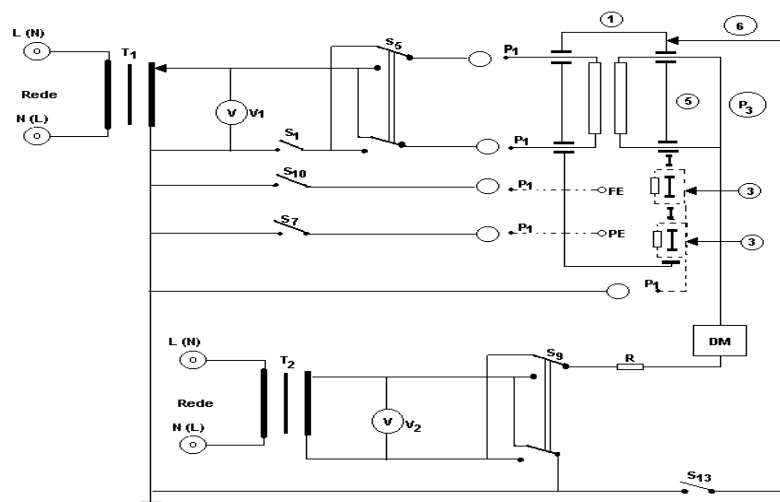 L (N)
T1
Rede
N (L)
V
V1
S1
S5
P1
1
6
5
P3
P1
S10
P1
FE
3
S7
P1
PE
3
P1
DM
L (N)
T2
Rede
N (L)
V
V2
S9
R
S13